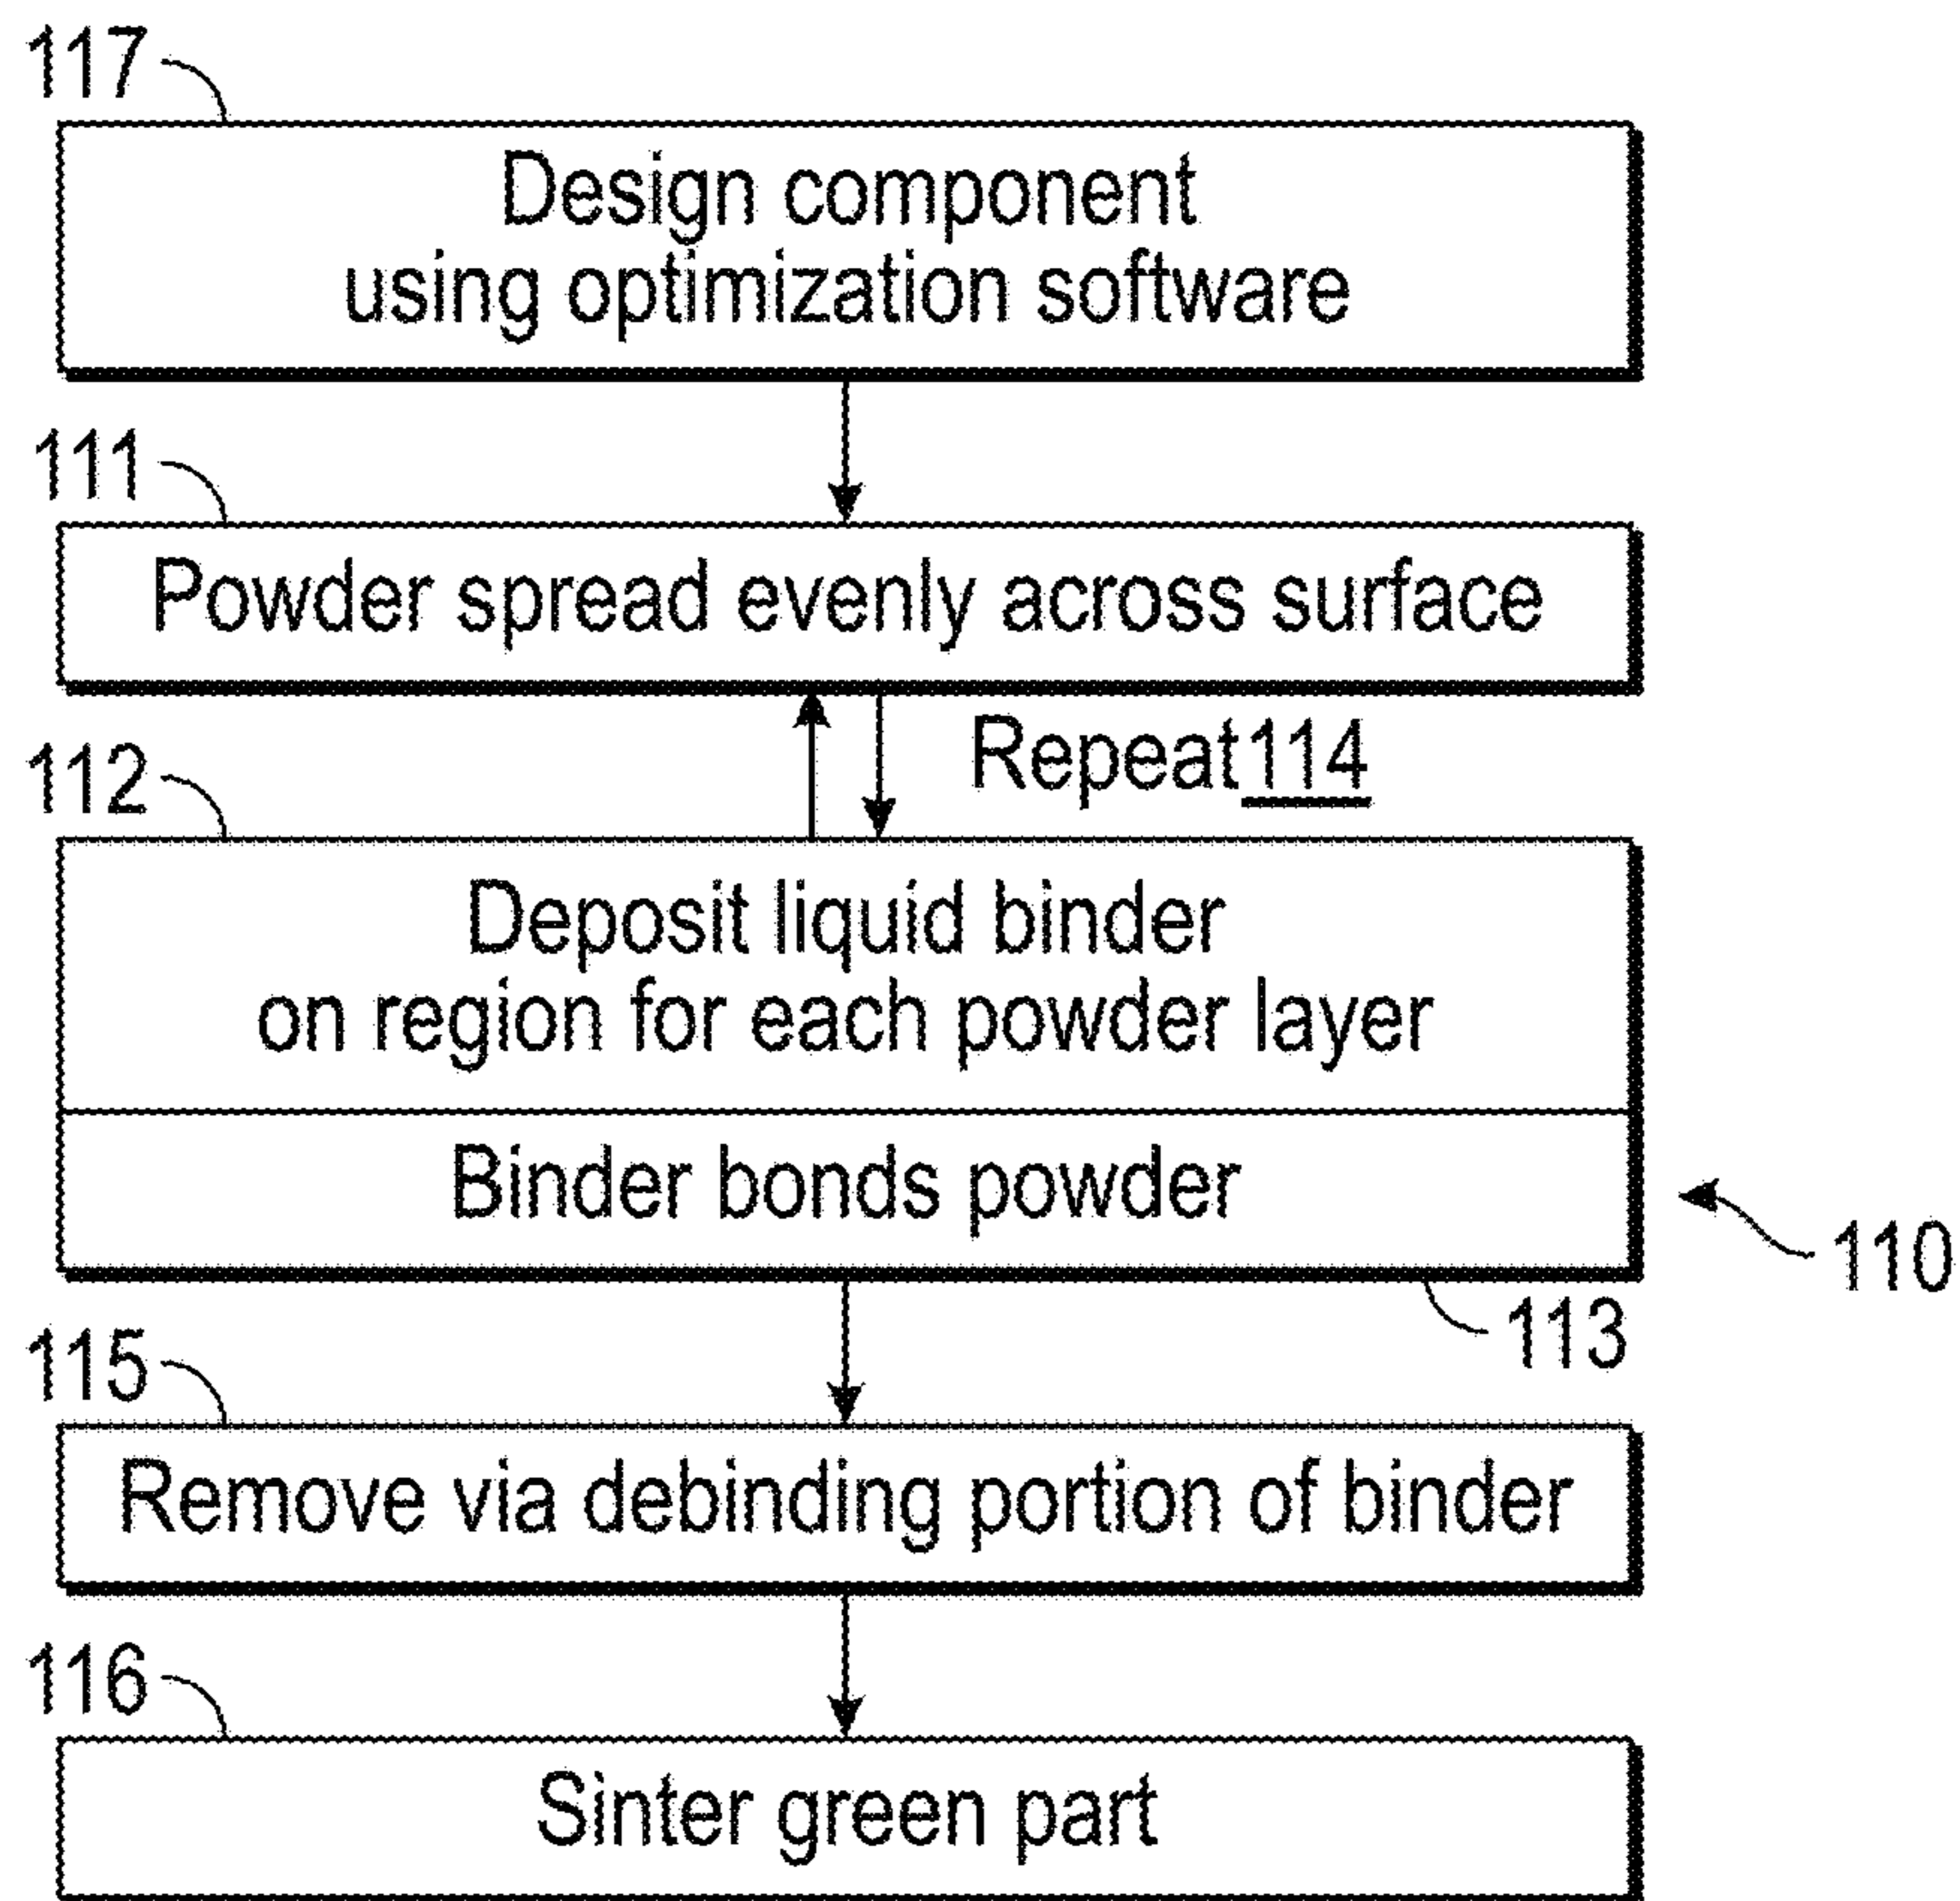 117
Design component
using optimization software
111
Powder spread evenly across surface
Repeat 114
112
Deposit liquid binder
on region for each powder layer
Binder bonds powder
110
113
115
Remove via debinding portion of binder
116
Sinter green part